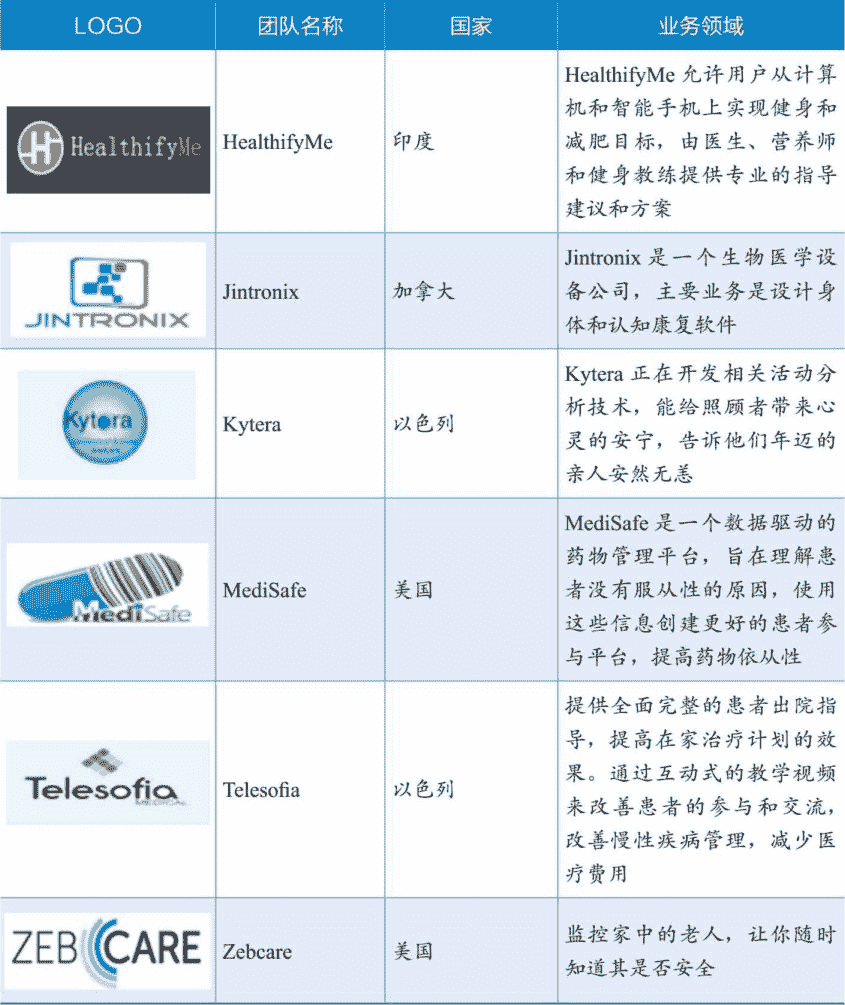 LOGO 团队名称 国家 业务领域
HealthifyMe
HealthifyMe
印度
HealthifyMe 允许用户从计算
机和智能手机上实现健身和
减肥目标，由医生、营养师
和健身教练提供专业的指导
建议和方案
JINTRONIX
Jintronix
加拿大
Jintronix 是一个生物医学设
备公司，主要业务是设计身
体和认知康复软件
Kytera
Kytera
以色列
Kytera 正在开发相关活动分
析技术，能给照顾者带来心
灵的安宁，告诉他们年迈的
亲人安然无恙
MediSafe
MediSafe
美国
MediSafe 是一个数据驱动的
药物管理平台，旨在理解患
者没有服从性的原因，使用
这些信息创建更好的患者参
与平台，提高药物依从性
Telesofia
MEDICAL
Telesofia
以色列
提供全面完整的患者出院指
导，提高在家治疗计划的效
果。通过互动式的教学视频
来改善患者的参与和交流，
改善慢性疾病管理，减少医
疗费用
ZEBCARE
Zebcare
美国
监控家中的老人，让你随时
知道其是否安全